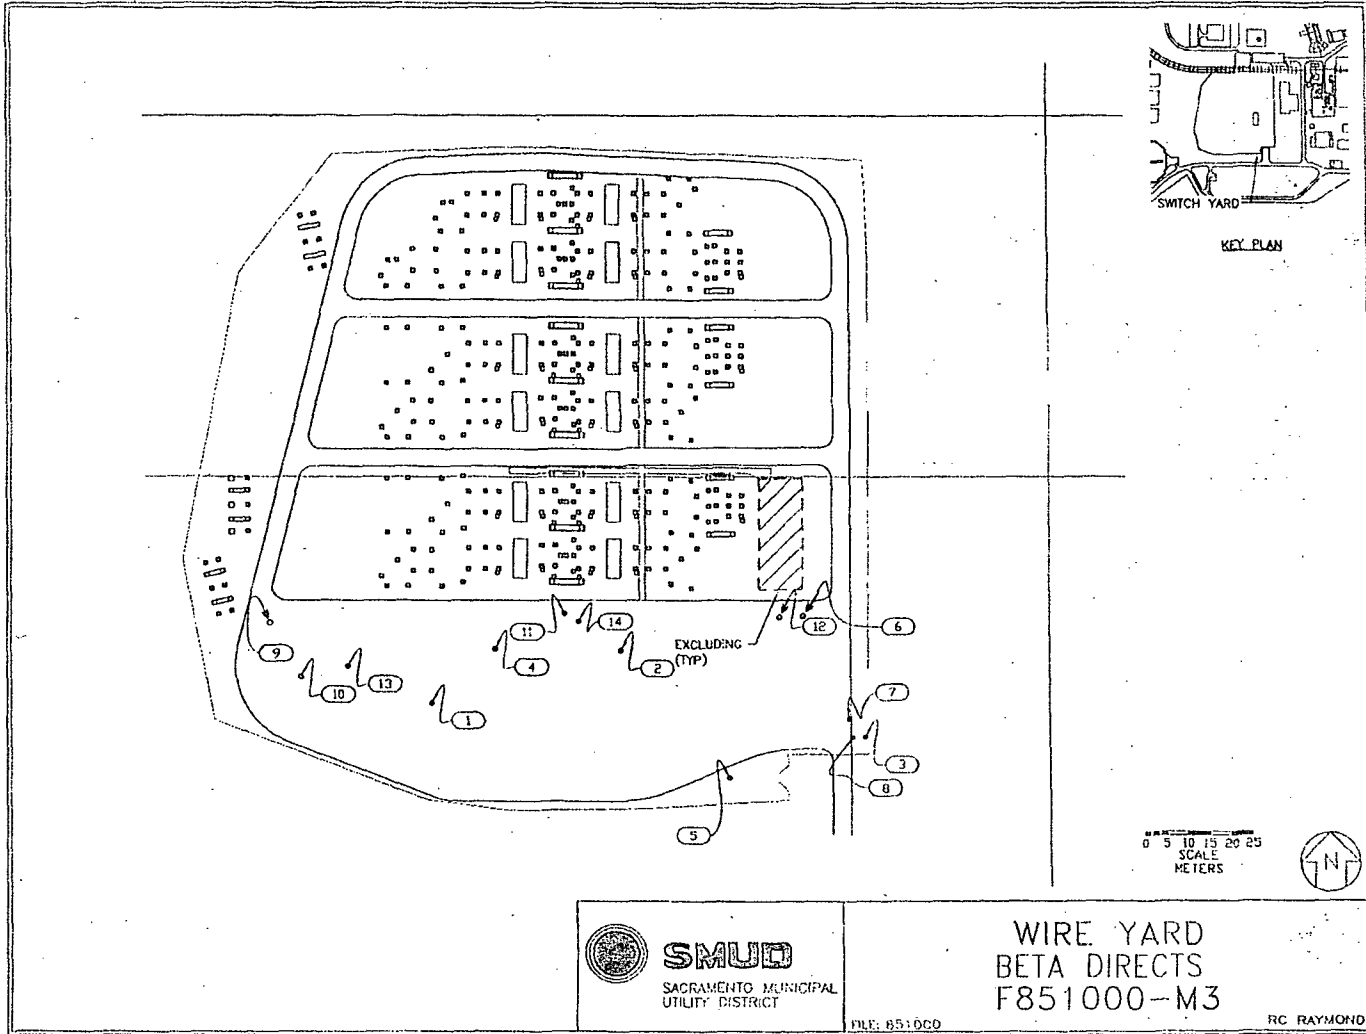 SWITCH YARD
KEY PLAN
11
14
12
6
9
4
EXCLUDING
(TYP)
2
10
13
1
7
3
8
5
0 5 10 15 20 25
SCALE
METERS
N
SMUD
SACRAMENTO MUNICIPAL
UTILITY DISTRICT
WIRE YARD
BETA DIRECTS
F851000-M3
FILE: 851000
RC RAYMOND